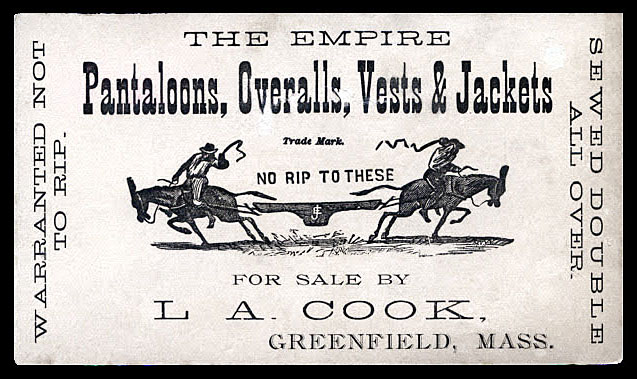 THE EMPIRE
Pantaloons, Overalls, Vests & Jackets
WARRANTED NOT
TO RIP.
SEWED DOUBLE
ALL OVER.
Trade Mark.
NO RIP TO THESE
FOR SALE BY
L. A. COOK,
GREENFIELD, MASS.